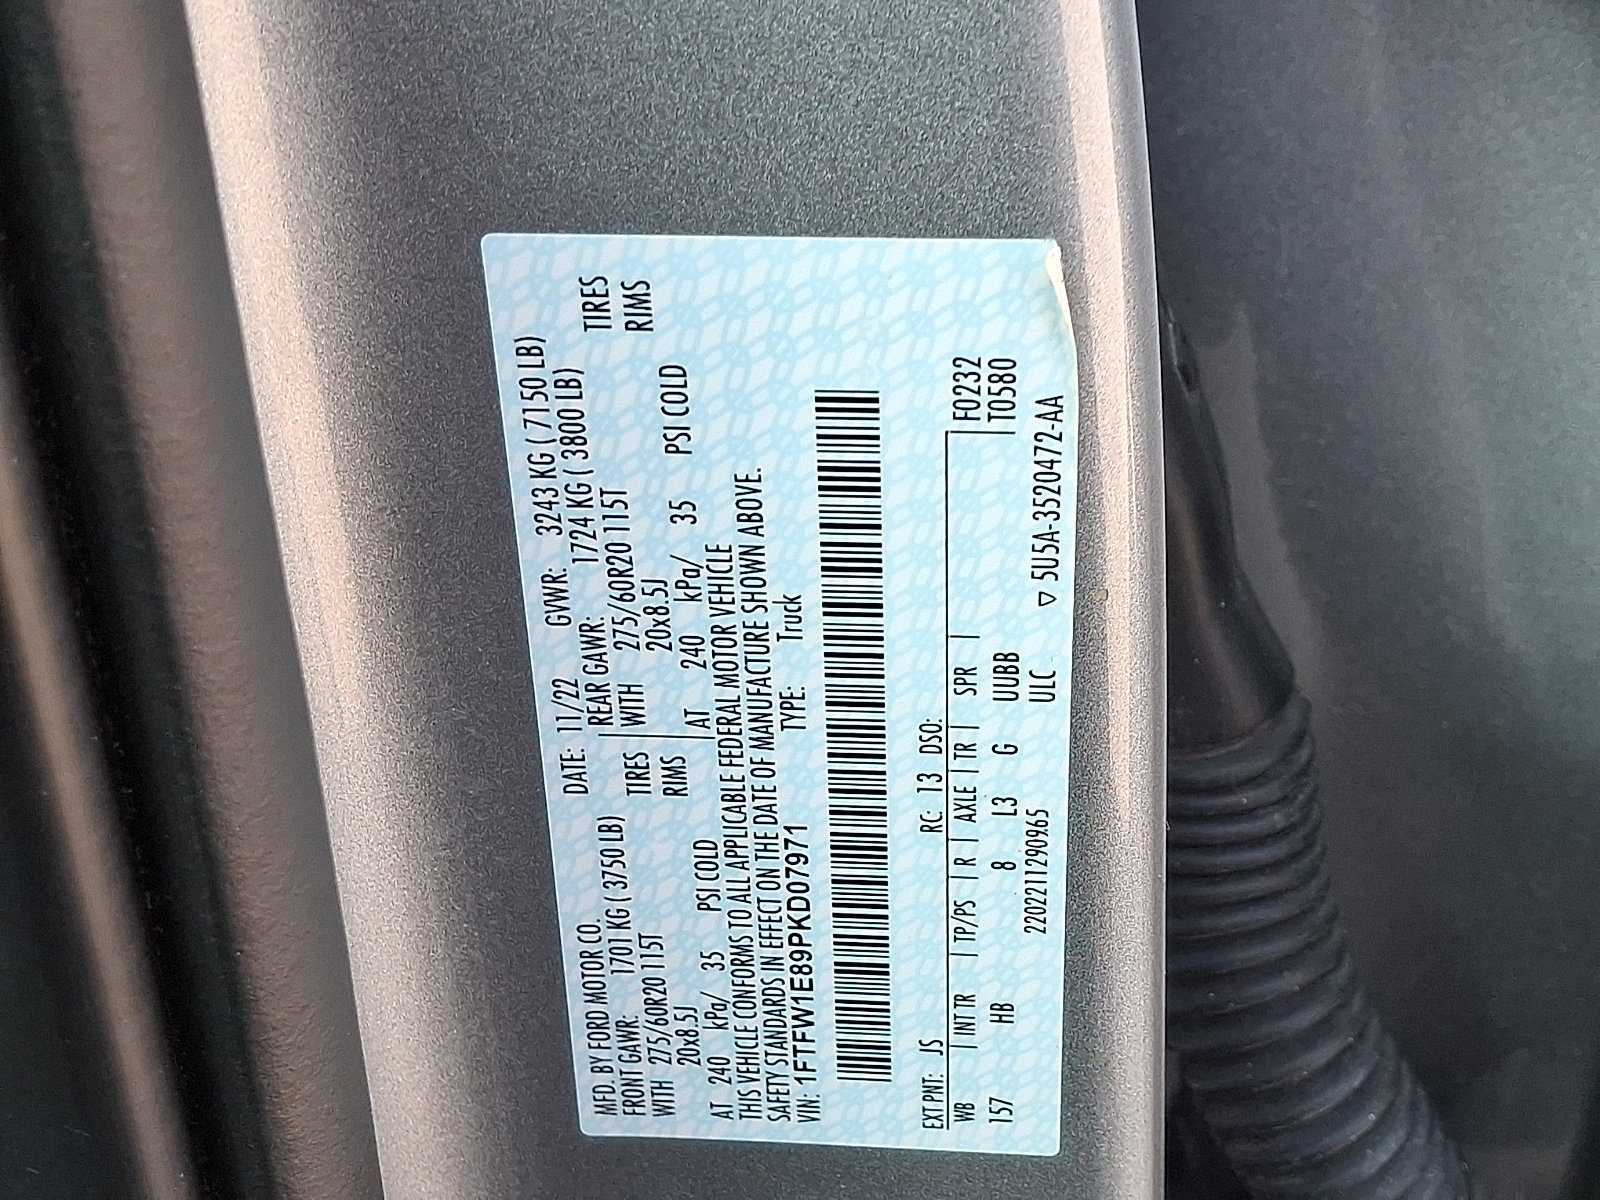 MFD. BY FORD MOTOR CO. DATE: 11/22 GVWR: 3243 KG ( 7150 LB)
FRONT GAWR: 1701 KG ( 3750 LB) REAR GAWR: 1724 KG ( 3800 LB)
WITH 275/60R20 115T TIRES WITH 275/60R20 115T TIRES
20x8.5J RIMS 20x8.5J RIMS
AT 240 kPa/ 35 PSI COLD AT 240 kPa/ 35 PSI COLD
THIS VEHICLE CONFORMS TO ALL APPLICABLE FEDERAL MOTOR VEHICLE
SAFETY STANDARDS IN EFFECT ON THE DATE OF MANUFACTURE SHOWN ABOVE.
VIN: 1FTFW1E89PKD07971 TYPE: Truck
EXT PNT: JS RC: 13 DSO:
WB | INT TR | TP/PS | R | AXLE | TR | SPR | F0232
157 HB 8 L3 G UUBB T0580
2202211290965 ULC ▽ 5U5A-3520472-AA